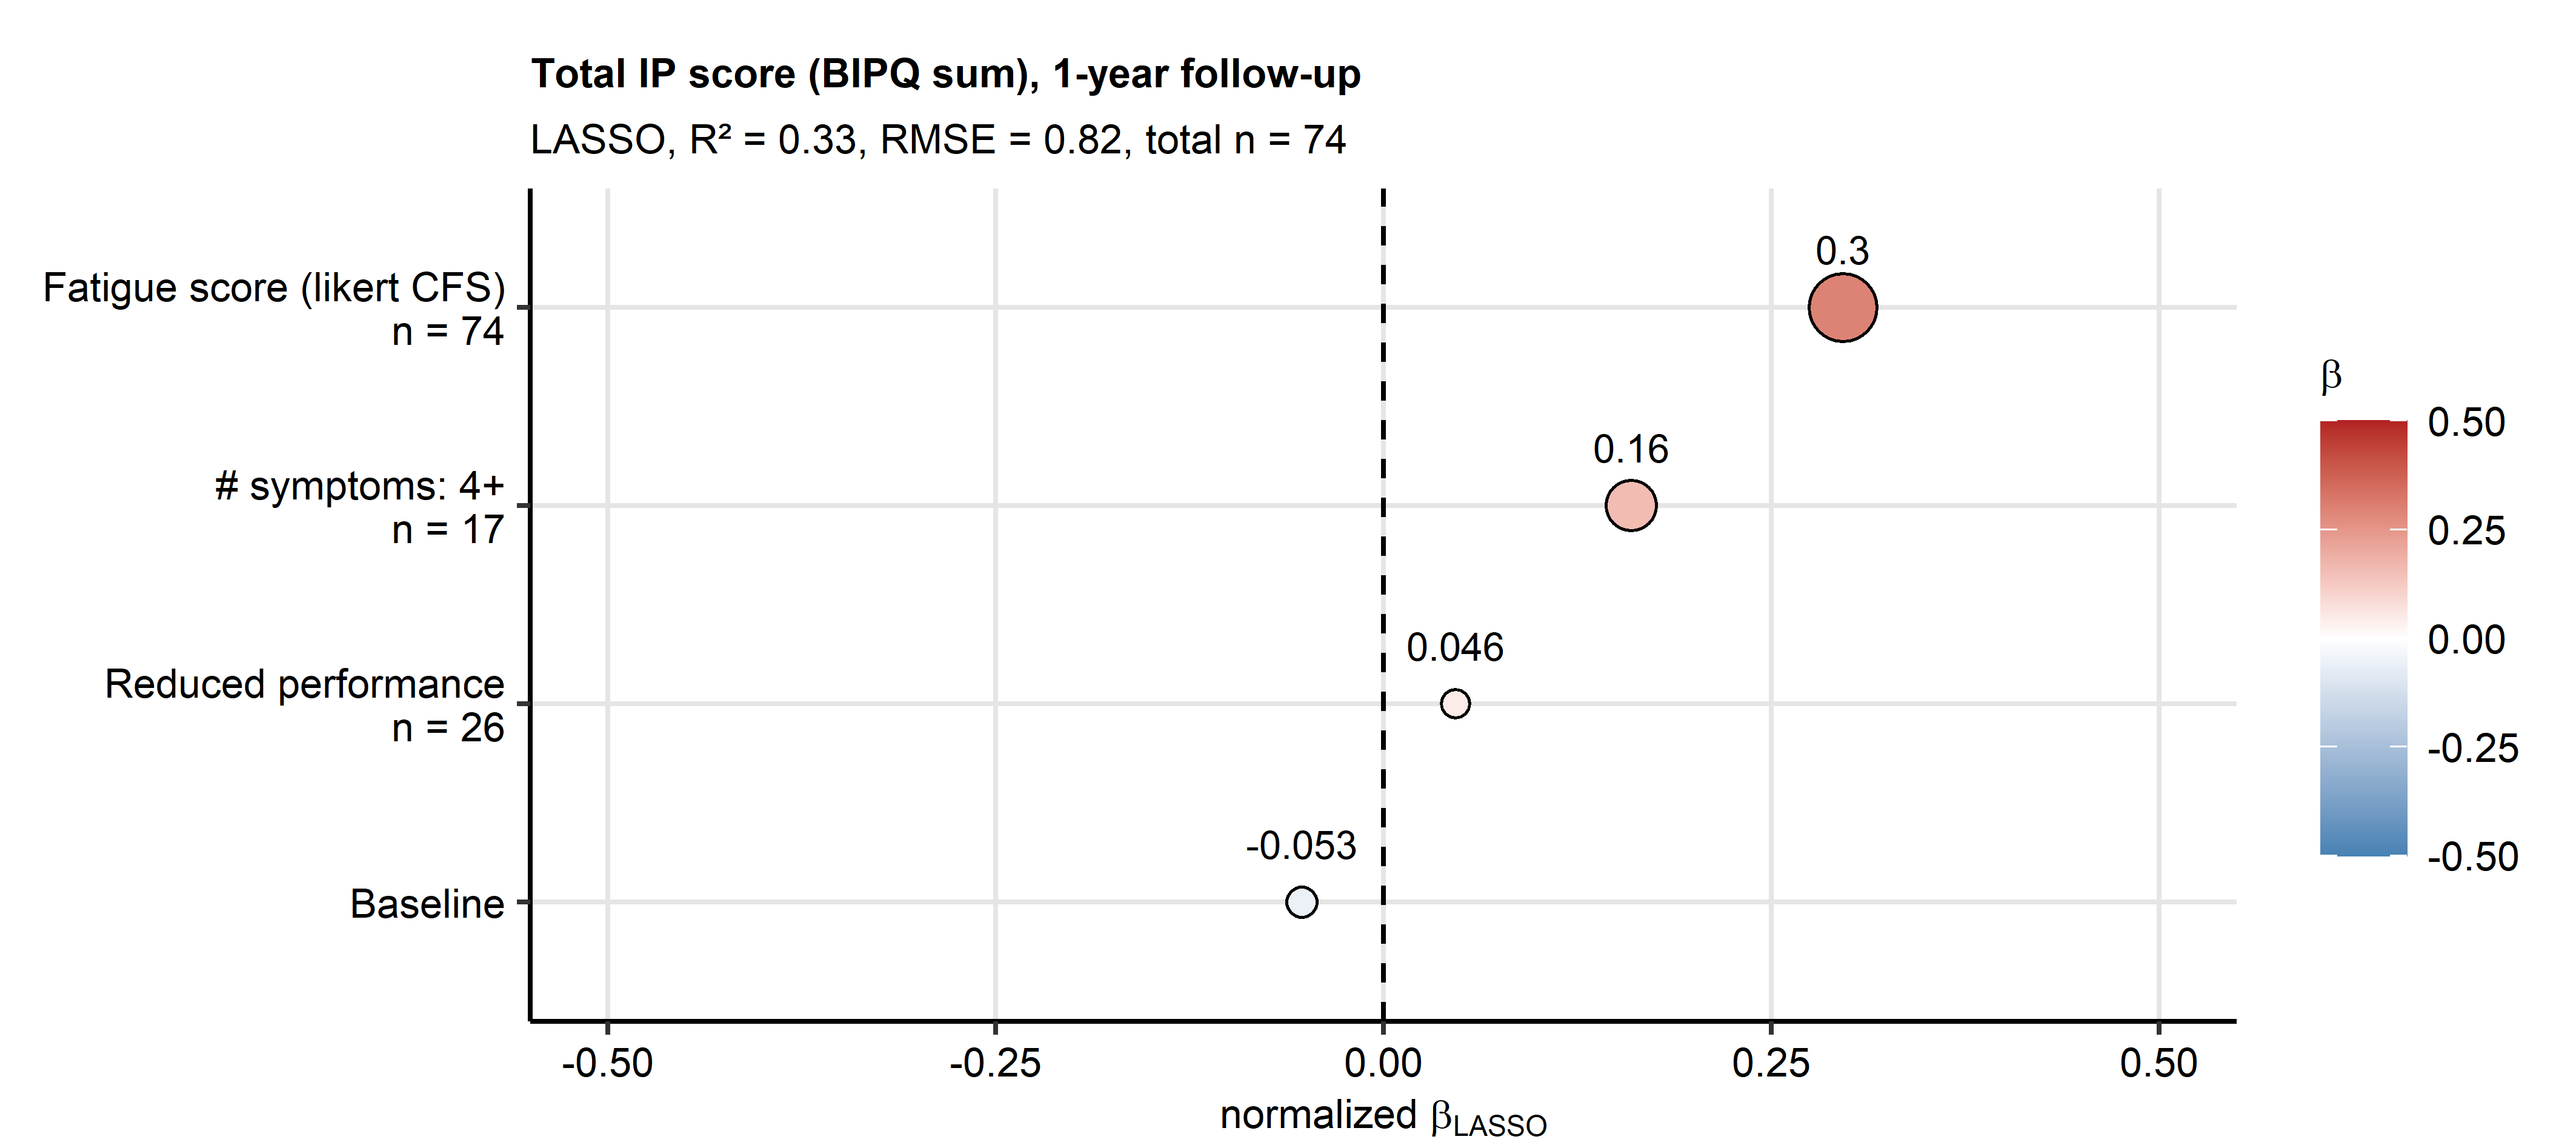 Total IP score (BIPQ sum), 1-year follow-up
LASSO, R² = 0.33, RMSE = 0.82, total n = 74
Fatigue score (likert CFS)
n = 74
0.3
# symptoms: 4+
n = 17
0.16
Reduced performance
n = 26
0.046
Baseline
-0.053
-0.50
-0.25
0.00
0.25
0.50
normalized βLASSO
β
0.50
0.25
0.00
-0.25
-0.50